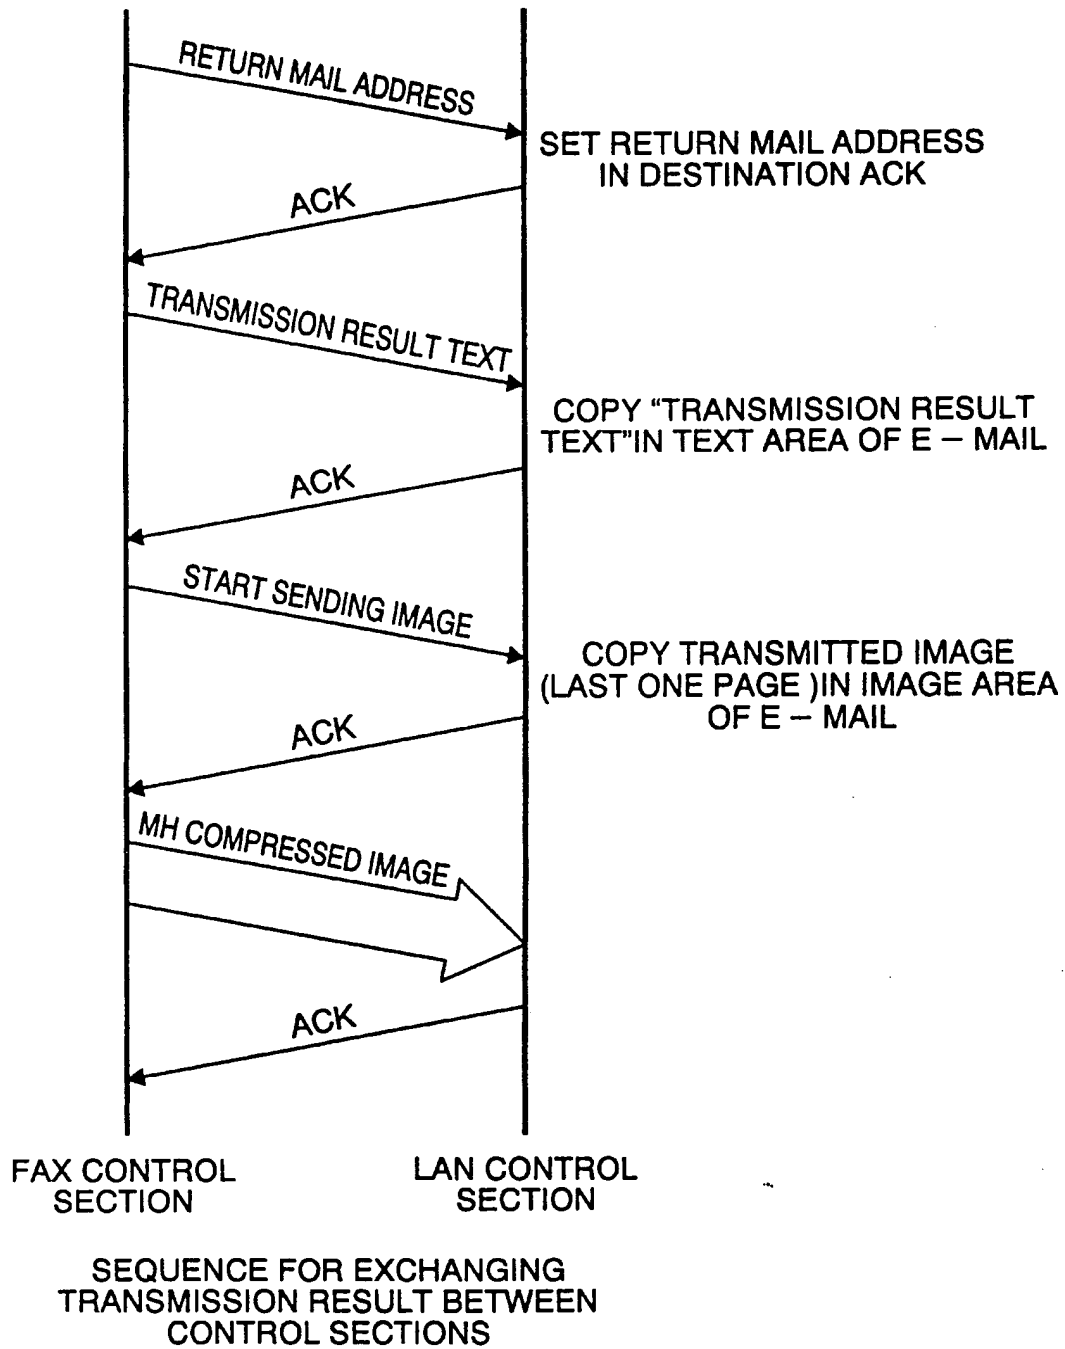 RETURN MAIL ADDRESS
SET RETURN MAIL ADDRESS
IN DESTINATION ACK
ACK
TRANSMISSION RESULT TEXT
COPY “TRANSMISSION RESULT
TEXT”IN TEXT AREA OF E – MAIL
ACK
START SENDING IMAGE
COPY TRANSMITTED IMAGE
(LAST ONE PAGE )IN IMAGE AREA
OF E – MAIL
ACK
MH COMPRESSED IMAGE
ACK
FAX CONTROL
SECTION
LAN CONTROL
SECTION
SEQUENCE FOR EXCHANGING
TRANSMISSION RESULT BETWEEN
CONTROL SECTIONS